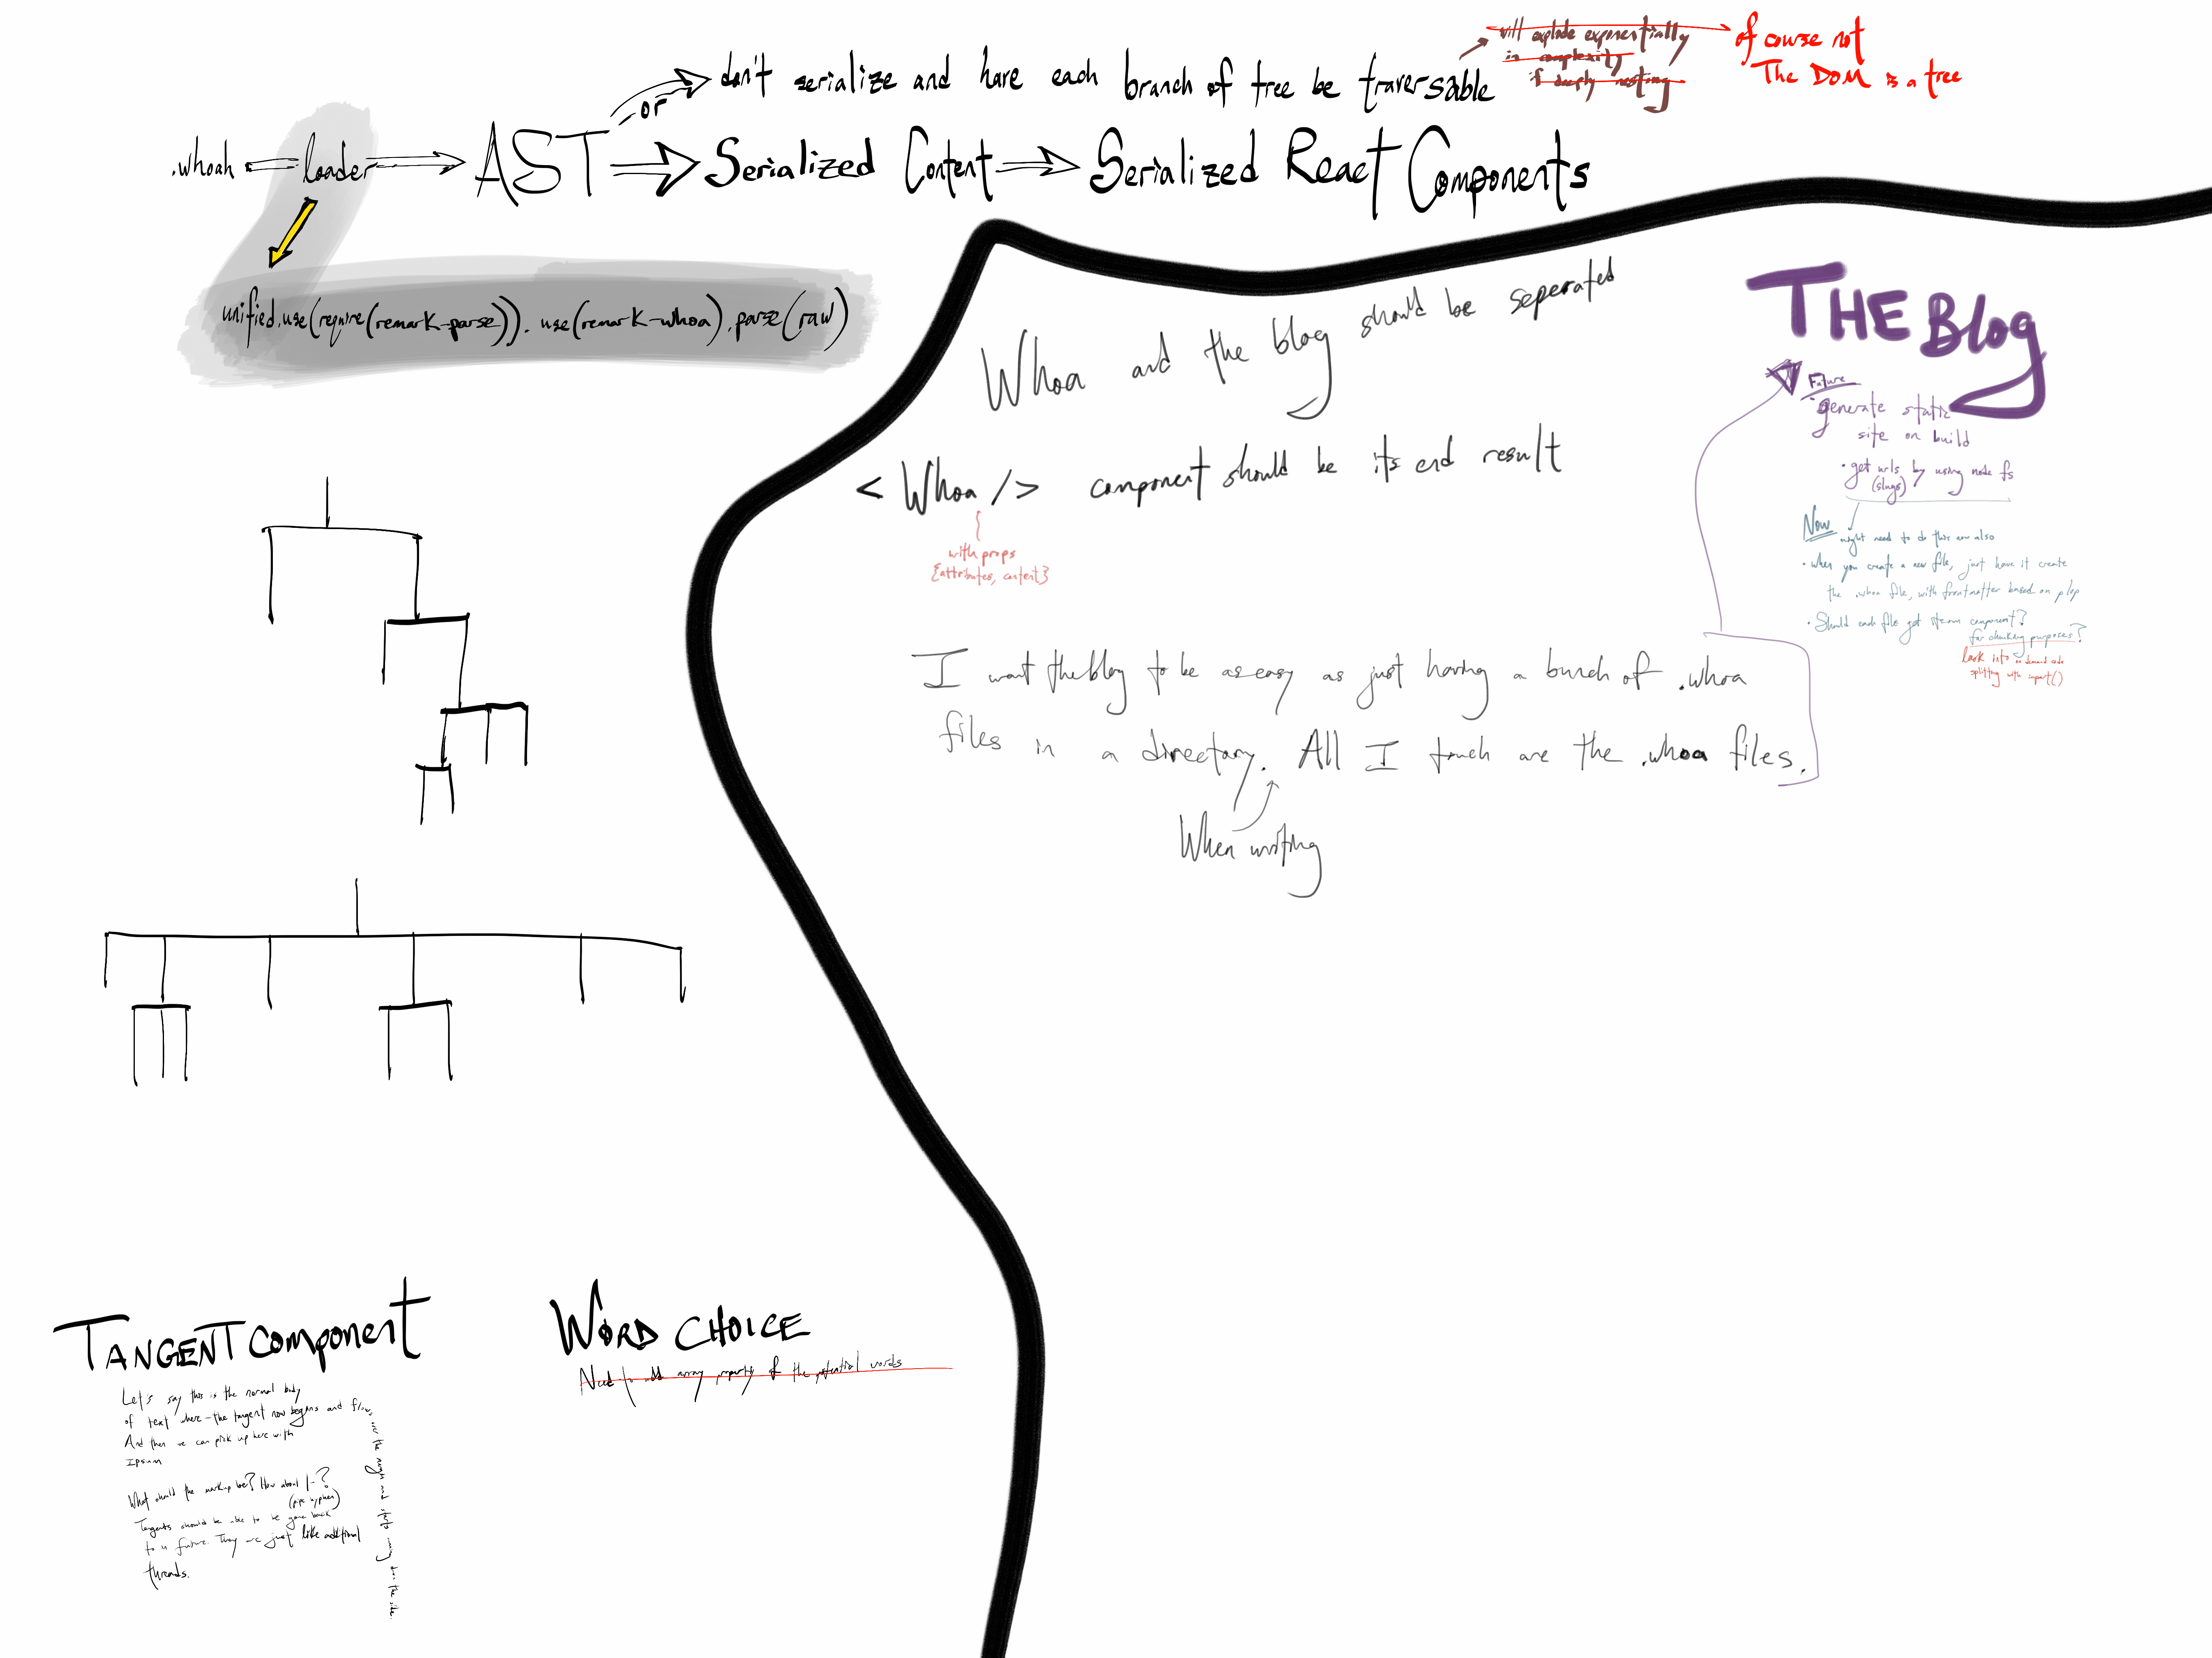 will explode exponentially
in complexity
if deeply nesting
of course not
The DOM is a tree
or
don't serialize and have each branch of tree be traversable
.whoah loader AST Serialized Content Serialized React Components
unified.use(require(remark-parse)).use(remark-whoa).parse(raw)
Whoa and the blog should be seperated
<Whoa /> component should be its end result
with props
{attributes, content}
I want the blog to be as easy as just having a bunch of .whoa
files in a directory. All I touch are the .whoa files.
When writing
THE Blog
Future
generate static
site on build
• get urls by using node fs
(slugs)
Now
might need to do this now also
• When you create a new file, just have it create
the .whoa file, with frontmatter based on plop
• Should each file get its own component?
for chunking purposes?
look into on demand code
splitting with import()
TANGENT component
Let's say this is the normal body
of text where – the tangent now begins and flows
over the margin and down the side.
And then we can pick up here with
Ipsum
What should the markup be? How about |-?
(pipe hyphen)
Tangents should be able to be gone back
to in future. They are just like additional
threads.
WORD CHOICE
Need to add array property of the potential words